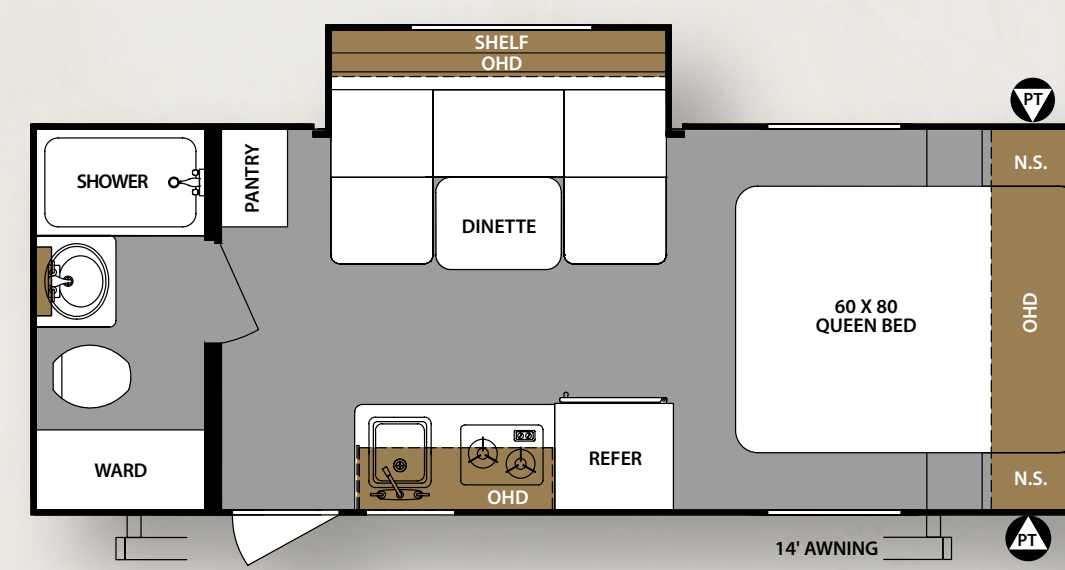 SHELF
OHD
PT
SHOWER
PANTRY
N.S.
DINETTE
60 X 80
QUEEN BED
OHD
WARD
REFER
N.S.
OHD
14' AWNING
PT